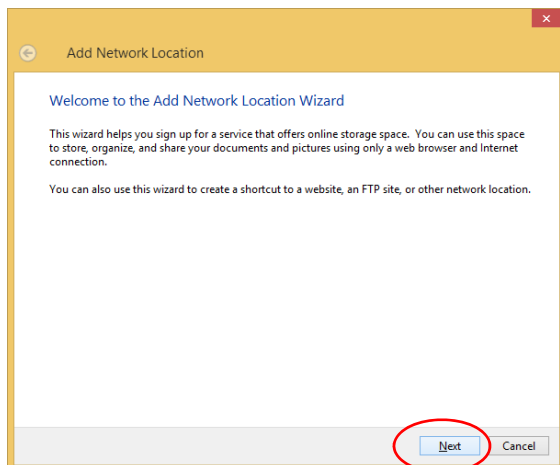 Add Network Location
Welcome to the Add Network Location Wizard
This wizard helps you sign up for a service that offers online storage space.  You can use this space
to store, organize, and share your documents and pictures using only a web browser and Internet
connection.
You can also use this wizard to create a shortcut to a website, an FTP site, or other network location.
Next
Cancel